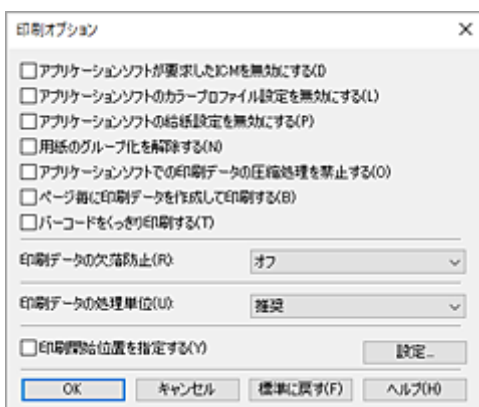 印刷オプション
アプリケーションソフトが要求したICMを無効にする(I
アプリケーションソフトのカラープロファイル設定を無効にする(L)
アプリケーションソフトの給紙設定を無効にする(P)
用紙のグループ化を解除する(N)
アプリケーションソフトでの印刷データの圧縮処理を禁止する(O)
ページ毎に印刷データを作成して印刷する(B)
バーコードをくっきり印刷する(T)
印刷データの欠落防止(R): オフ
印刷データの処理単位(U): 推奨
印刷開始位置を指定する(Y)
設定...
OK キャンセル 標準に戻す(F) ヘルプ(H)